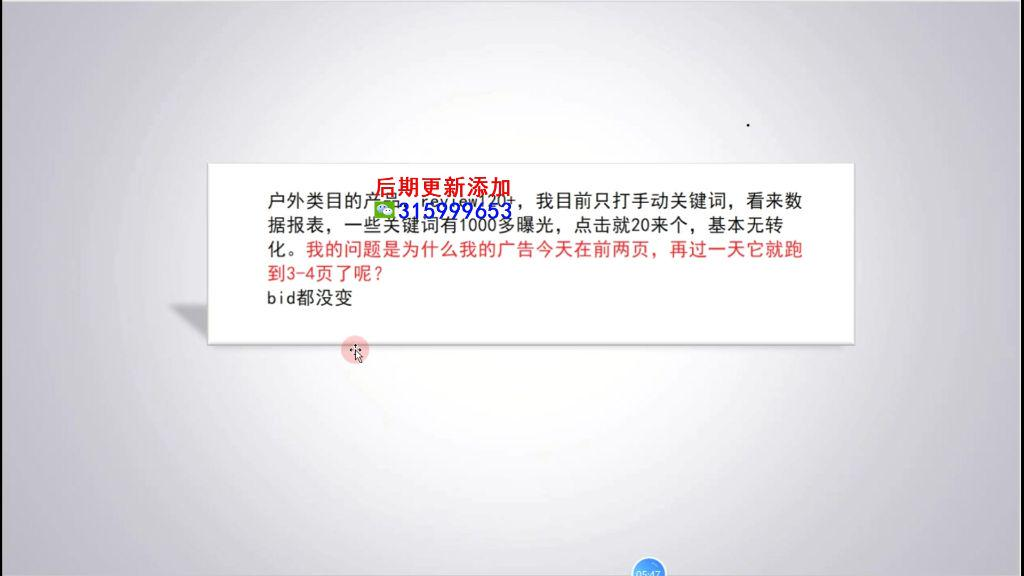 后期更新添加
315999653
户外类目的产品，review120+，我目前只打手动关键词，看来数
据报表，一些关键词有1000多曝光，点击就20来个，基本无转
化。我的问题是为什么我的广告今天在前两页，再过一天它就跑
到3-4页了呢？
bid都没变
05:47